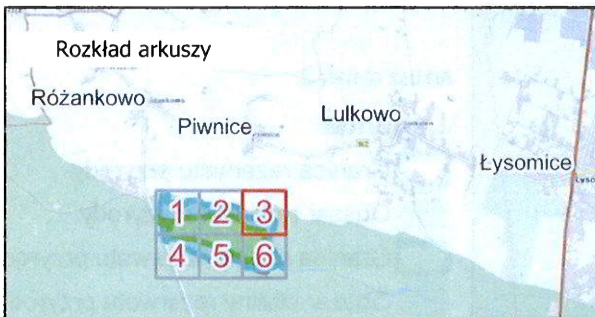 Rozkład arkuszy
Różankowo
Piwnice
Lulkowo
Łysomice
1 2 3
4 5 6